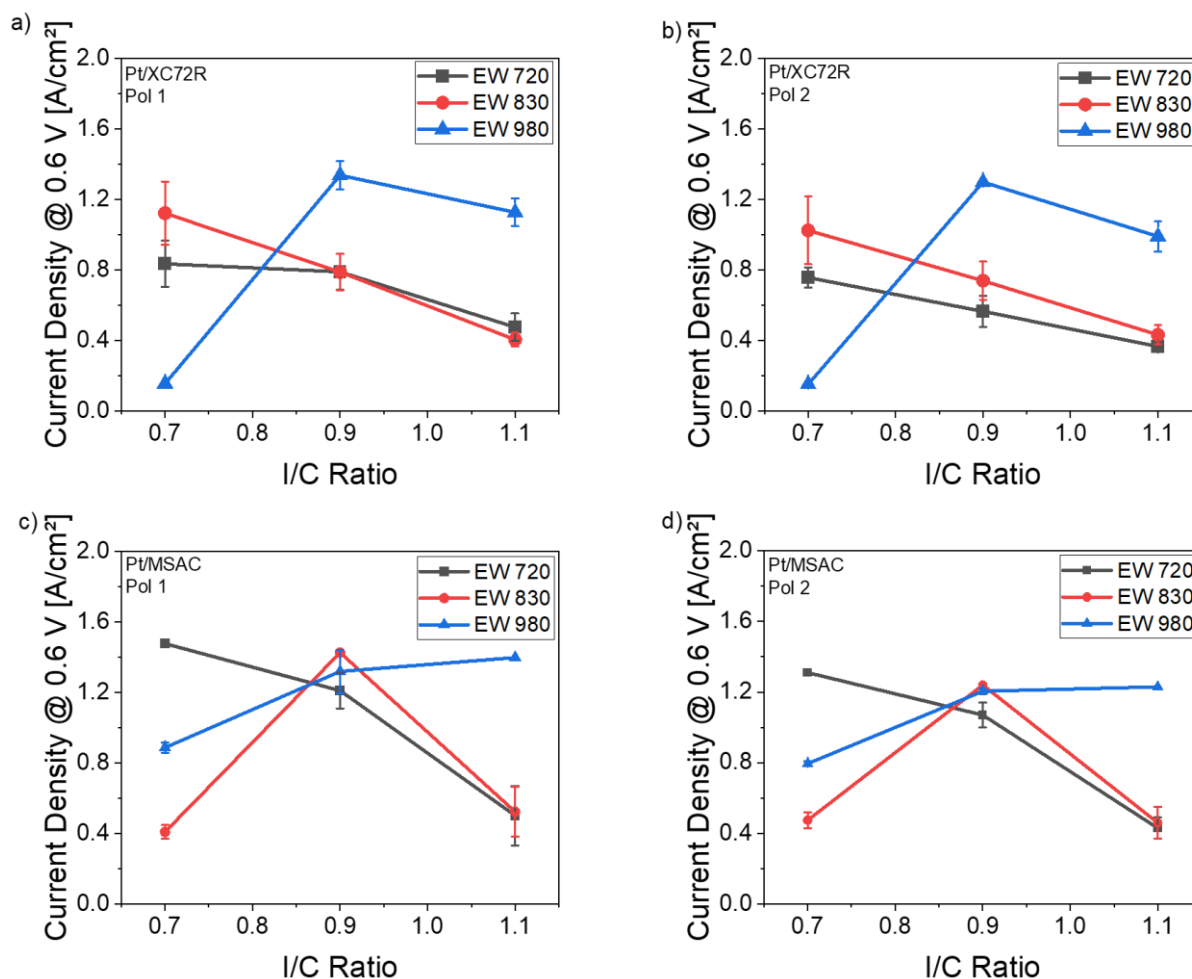 a)
Current Density @ 0.6 V [A/cm²]
2.0
1.6
1.2
0.8
0.4
0.0
Pt/XC72R
Pol 1
EW 720
EW 830
EW 980
0.7 0.8 0.9 1.0 1.1
I/C Ratio
b)
Current Density @ 0.6 V [A/cm²]
2.0
1.6
1.2
0.8
0.4
0.0
Pt/XC72R
Pol 2
EW 720
EW 830
EW 980
0.7 0.8 0.9 1.0 1.1
I/C Ratio
c)
Current Density @ 0.6 V [A/cm²]
2.0
1.6
1.2
0.8
0.4
0.0
Pt/MSAC
Pol 1
EW 720
EW 830
EW 980
0.7 0.8 0.9 1.0 1.1
I/C Ratio
d)
Current Density @ 0.6 V [A/cm²]
2.0
1.6
1.2
0.8
0.4
0.0
Pt/MSAC
Pol 2
EW 720
EW 830
EW 980
0.7 0.8 0.9 1.0 1.1
I/C Ratio